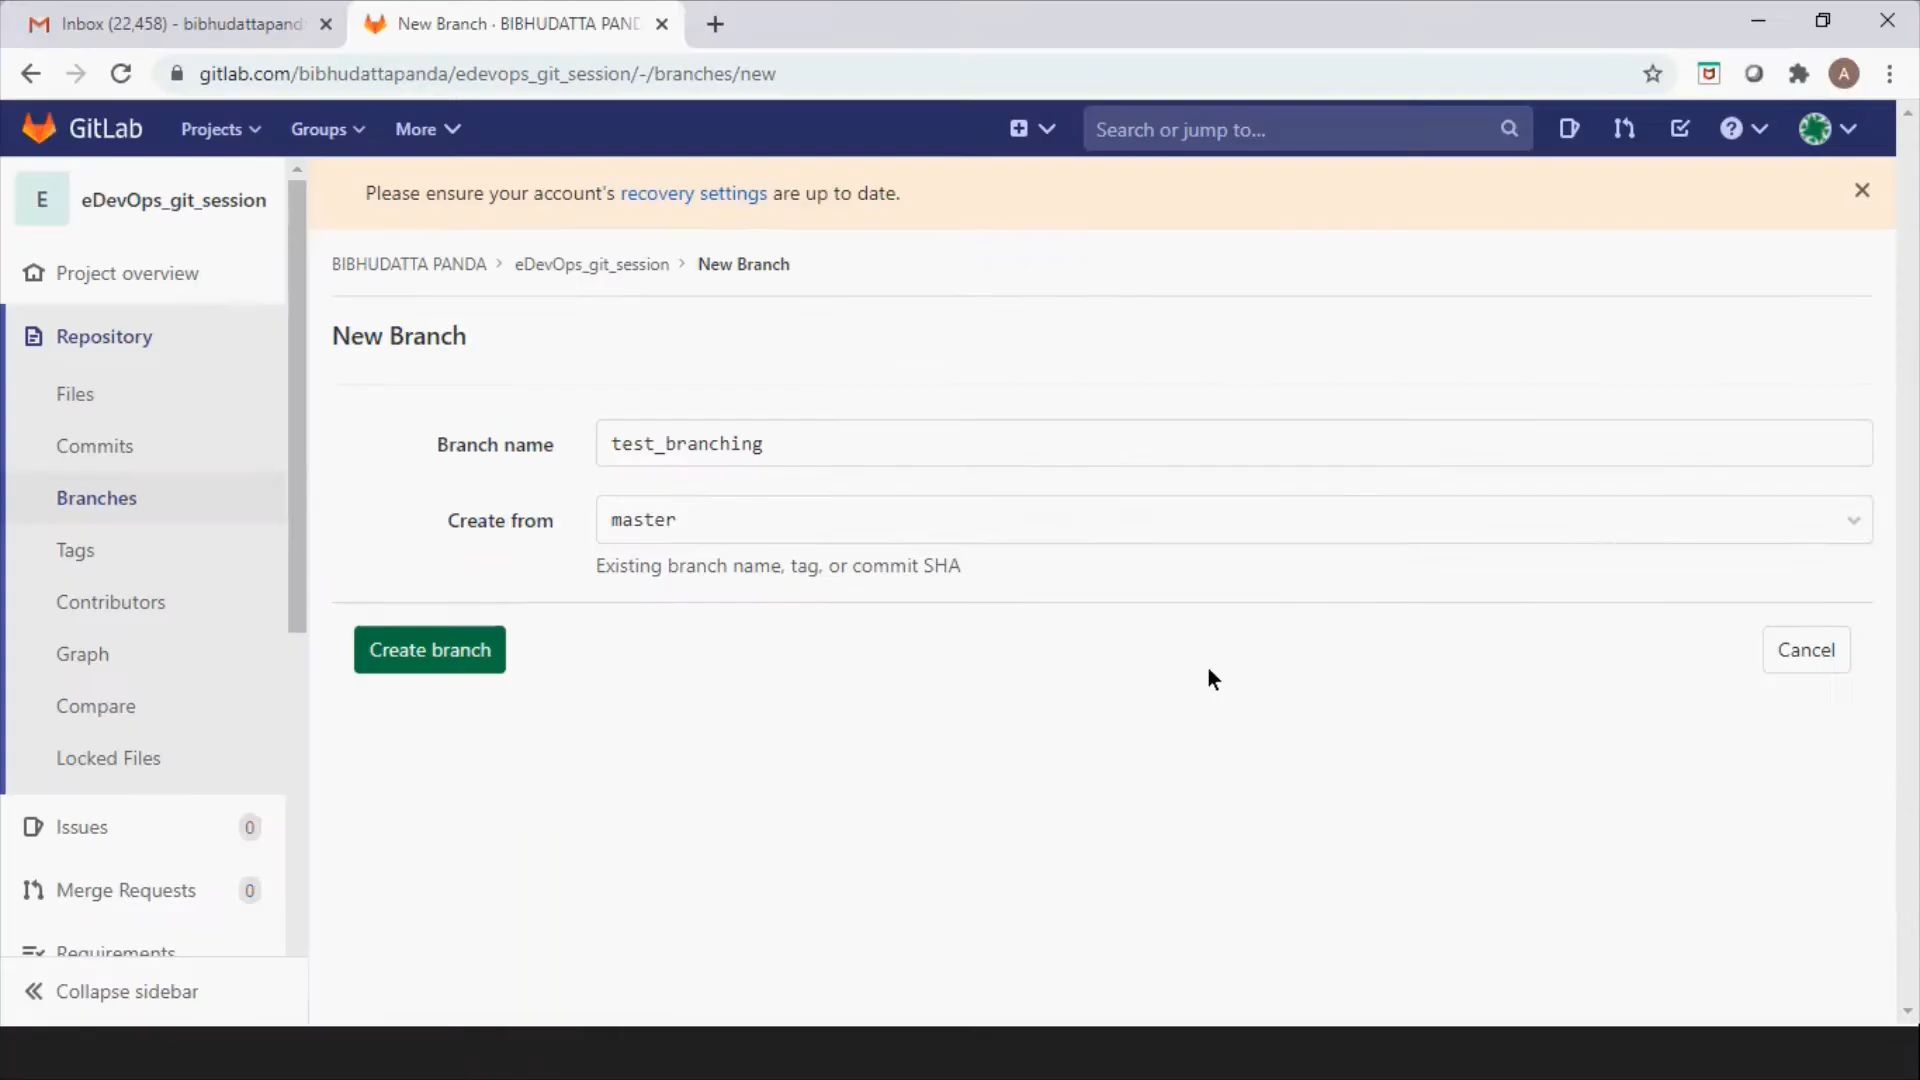 Inbox (22,458) - bibhudattapand
New Branch · BIBHUDATTA PAND
gitlab.com/bibhudattapanda/edevops_git_session/-/branches/new
A
GitLab
Projects
Groups
More
Search or jump to...
E
eDevOps_git_session
Please ensure your account's recovery settings are up to date.
Project overview
BIBHUDATTA PANDA > eDevOps_git_session > New Branch
Repository
New Branch
Files
Commits
Branch name
test_branching
Branches
Create from
master
Tags
Existing branch name, tag, or commit SHA
Contributors
Graph
Create branch
Cancel
Compare
Locked Files
Issues
0
Merge Requests
0
Requirements
Collapse sidebar